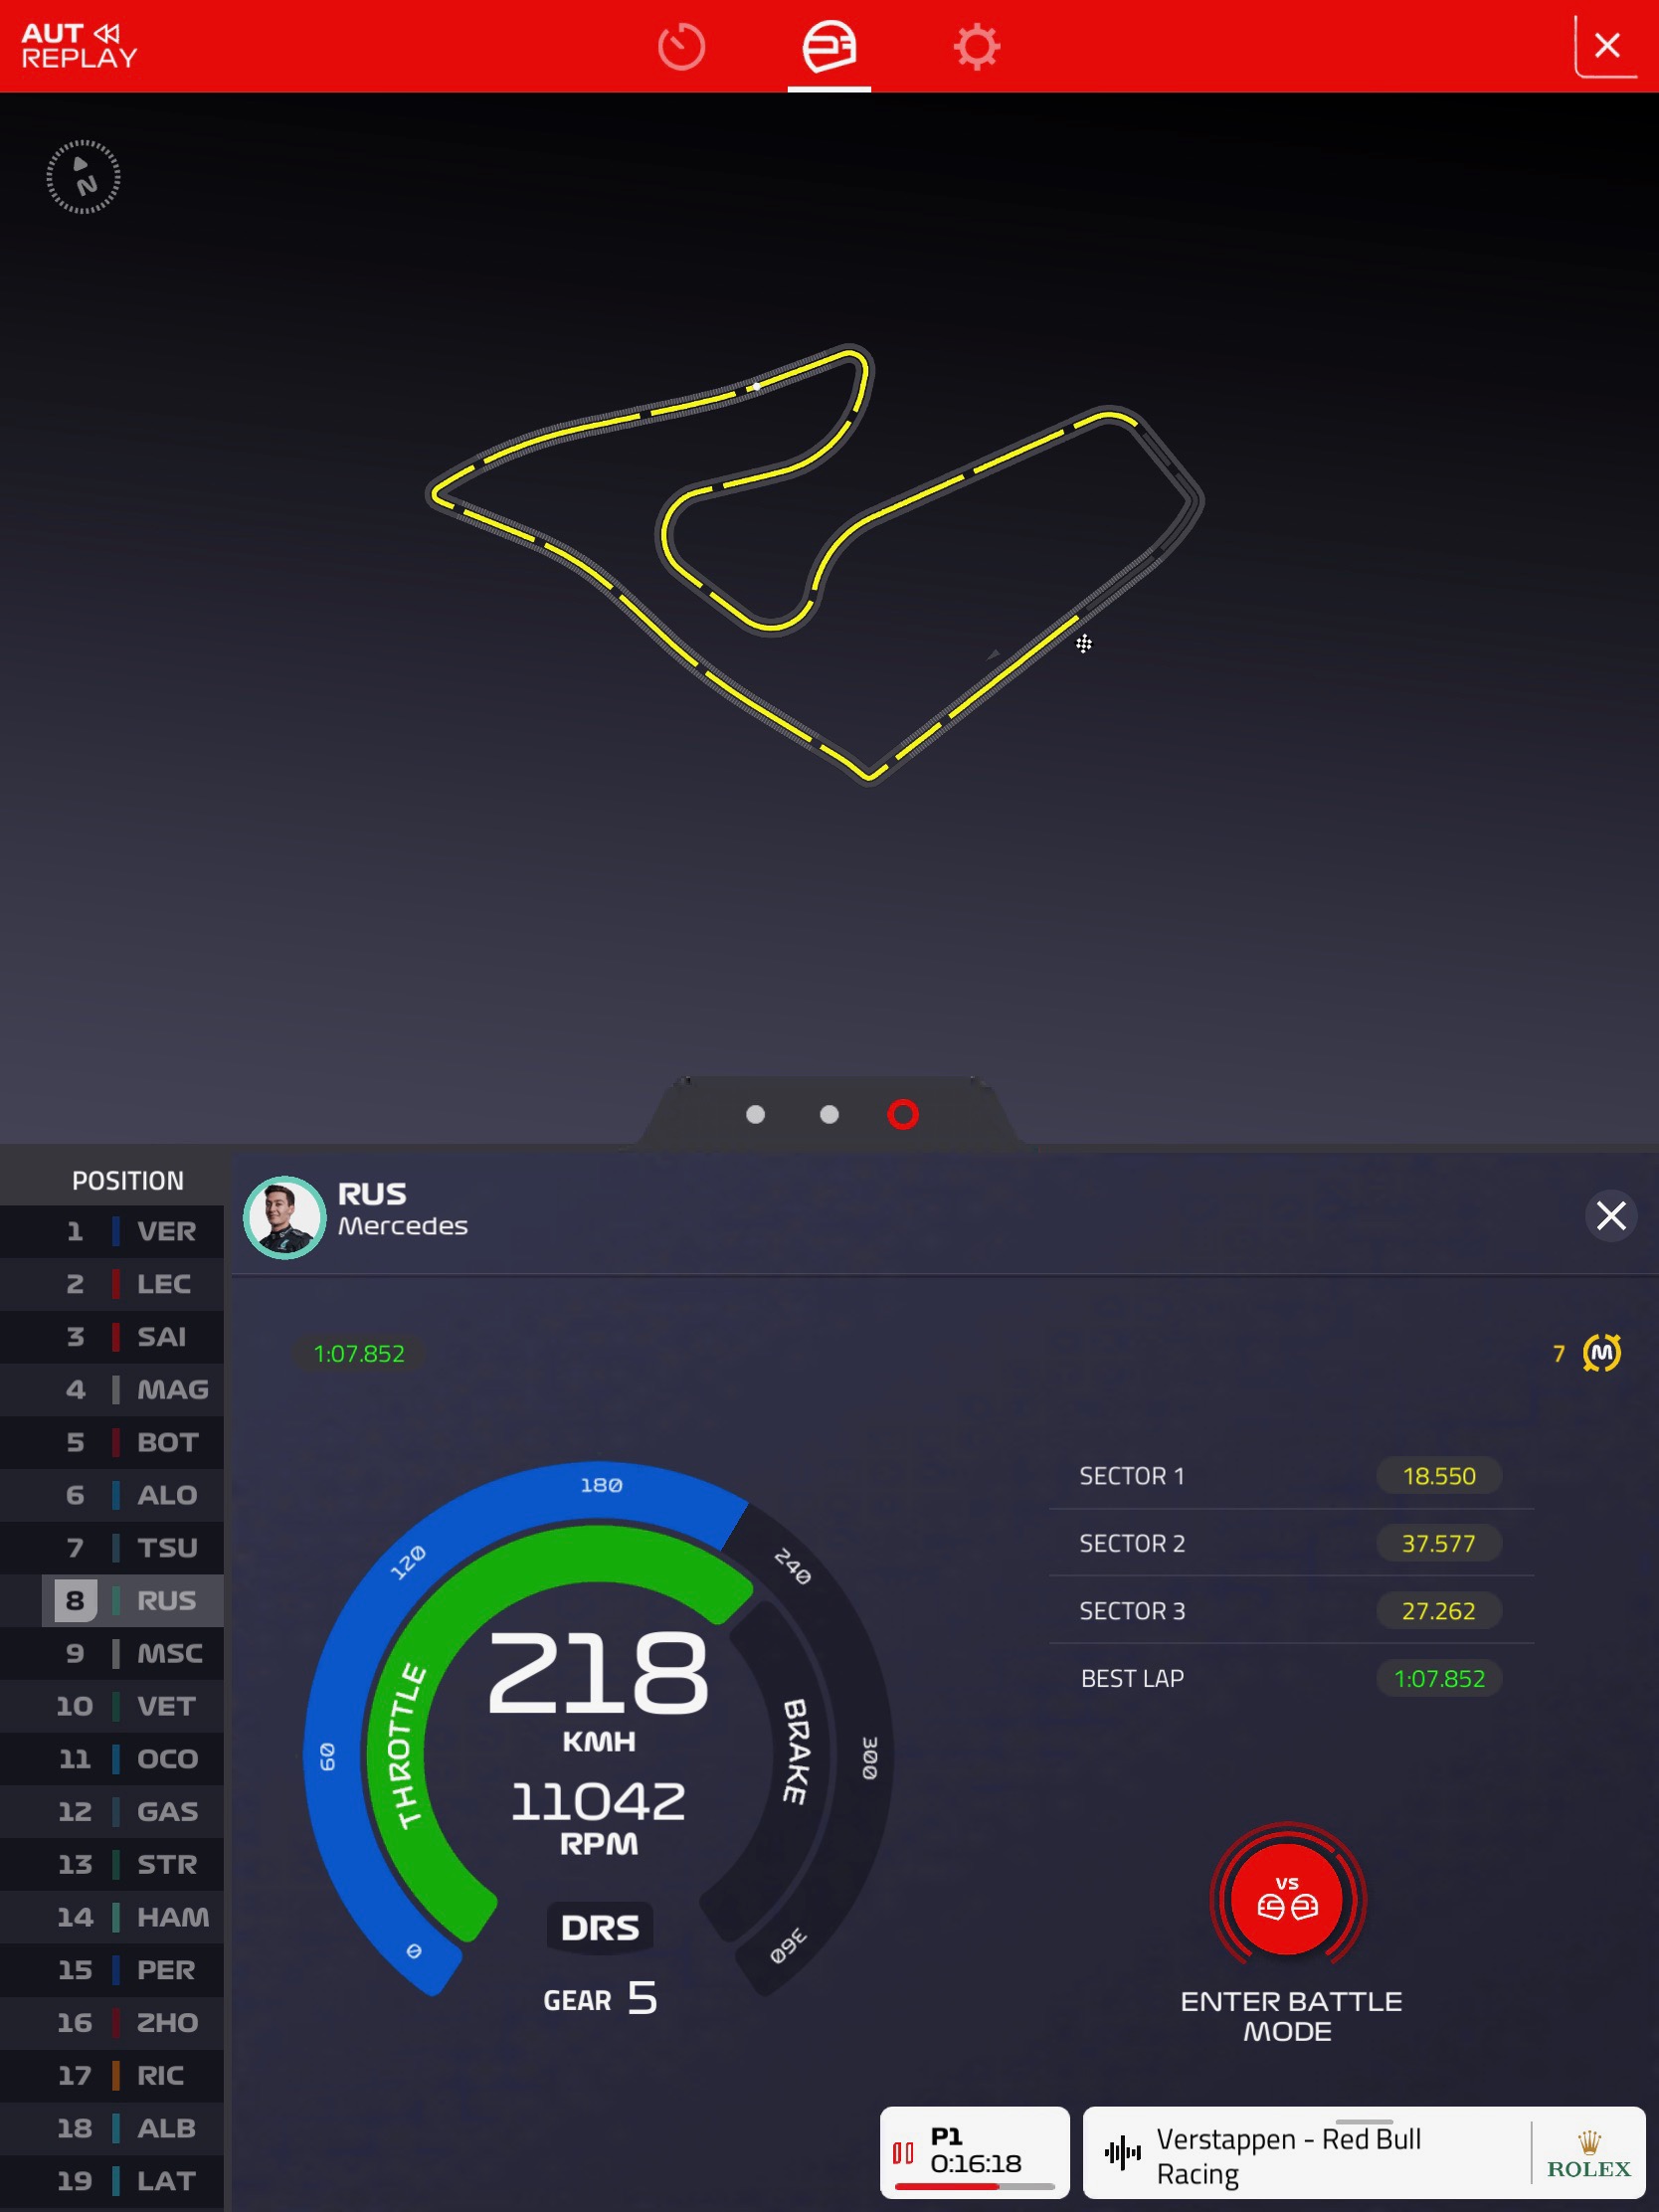 AUT
REPLAY
N
POSITION
1 VER
2 LEC
3 SAI
4 MAG
5 BOT
6 ALO
7 TSU
8 RUS
9 MSC
10 VET
11 OCO
12 GAS
13 STR
14 HAM
15 PER
16 ZHO
17 RIC
18 ALB
19 LAT
RUS
Mercedes
1:07.852
7 M
0
60
120
180
240
300
360
THROTTLE
BRAKE
218
KMH
11042
RPM
DRS
GEAR 5
SECTOR 1 18.550
SECTOR 2 37.577
SECTOR 3 27.262
BEST LAP 1:07.852
VS
ENTER BATTLE
MODE
P1
0:16:18
Verstappen - Red Bull
Racing
ROLEX